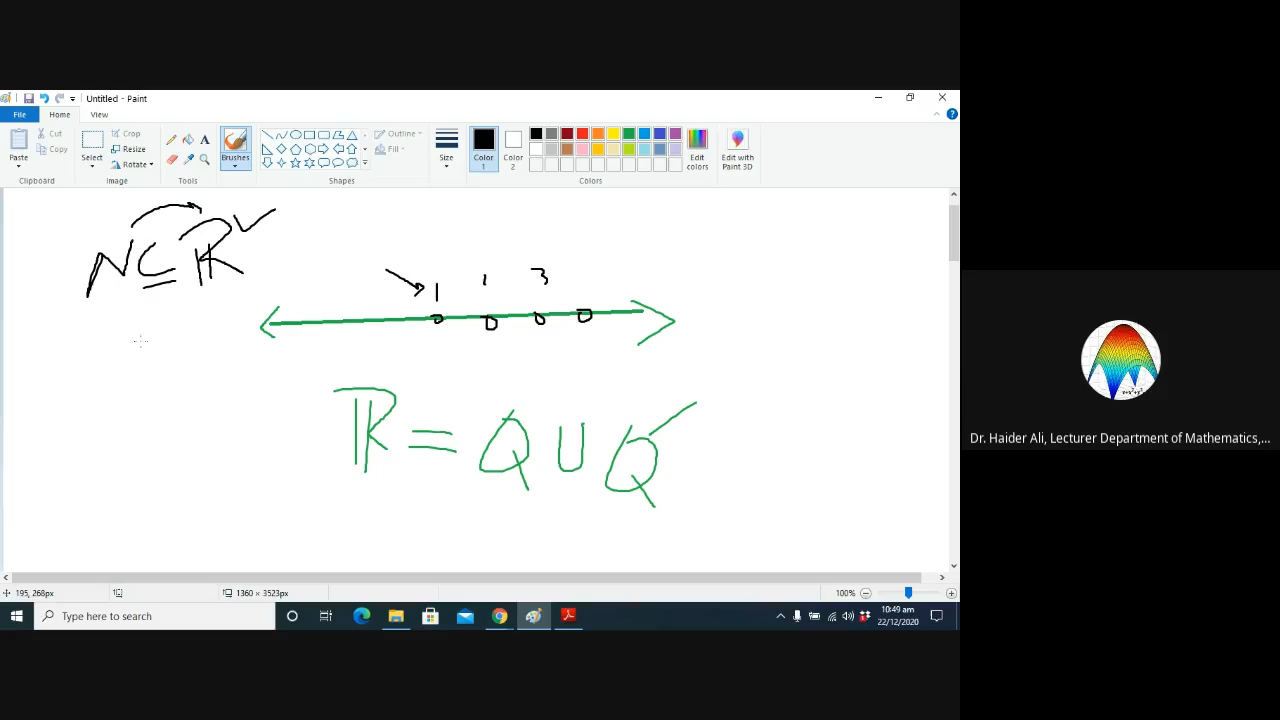 Untitled - Paint
File Home View
Paste
Cut
Copy
Clipboard
Select
Crop
Resize
Rotate
Image
Tools
Brushes
Shapes
Outline
Fill
Size
Color 1
Color 2
Colors
Edit colors
Edit with Paint 3D
N ⊆ ℝ ✓
1 1 3
ℝ = Q ∪ Q′
195, 268px
1360 × 3523px
100%
Type here to search
10:49 am
22/12/2020
Dr. Haider Ali, Lecturer Department of Mathematics,...